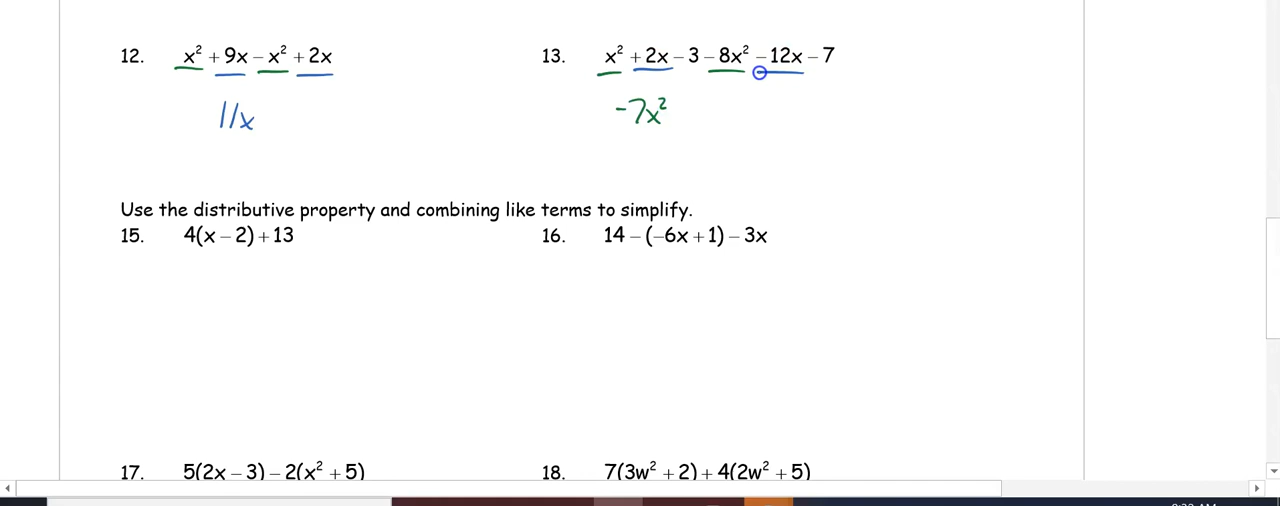 12. x² + 9x − x² + 2x
13. x² + 2x − 3 − 8x² − 12x − 7
11x
-7x²
Use the distributive property and combining like terms to simplify.
15. 4(x − 2) + 13
16. 14 − (−6x + 1) − 3x
17. 5(2x − 3) − 2(x² + 5)
18. 7(3w² + 2) + 4(2w² + 5)